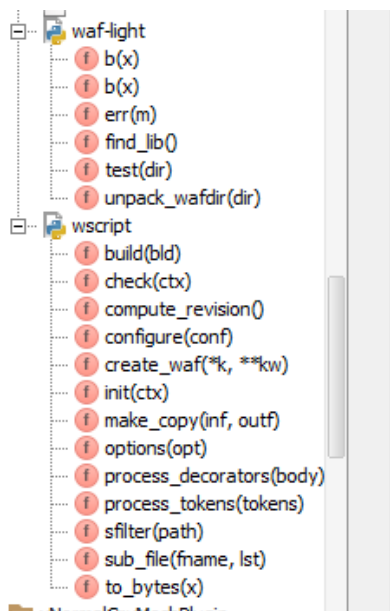 waf-light
f b(x)
f b(x)
f err(m)
f find_lib()
f test(dir)
f unpack_wafdir(dir)
wscript
f build(bld)
f check(ctx)
f compute_revision()
f configure(conf)
f create_waf(*k, **kw)
f init(ctx)
f make_copy(inf, outf)
f options(opt)
f process_decorators(body)
f process_tokens(tokens)
f sfilter(path)
f sub_file(fname, lst)
f to_bytes(x)